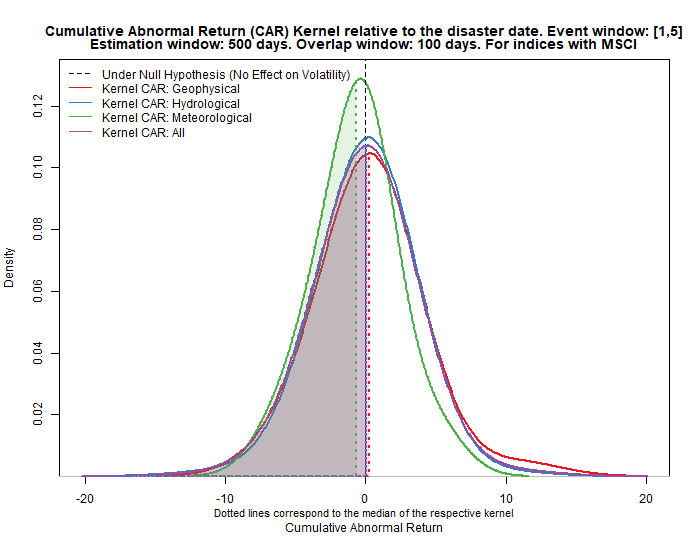 Cumulative Abnormal Return (CAR) Kernel relative to the disaster date. Event window: [1,5]
Estimation window: 500 days. Overlap window: 100 days. For indices with MSCI
Under Null Hypothesis (No Effect on Volatility)
Kernel CAR: Geophysical
Kernel CAR: Hydrological
Kernel CAR: Meteorological
Kernel CAR: All
Density
0.12
0.10
0.08
0.06
0.04
0.02
-20 -10 0 10 20
Dotted lines correspond to the median of the respective kernel
Cumulative Abnormal Return